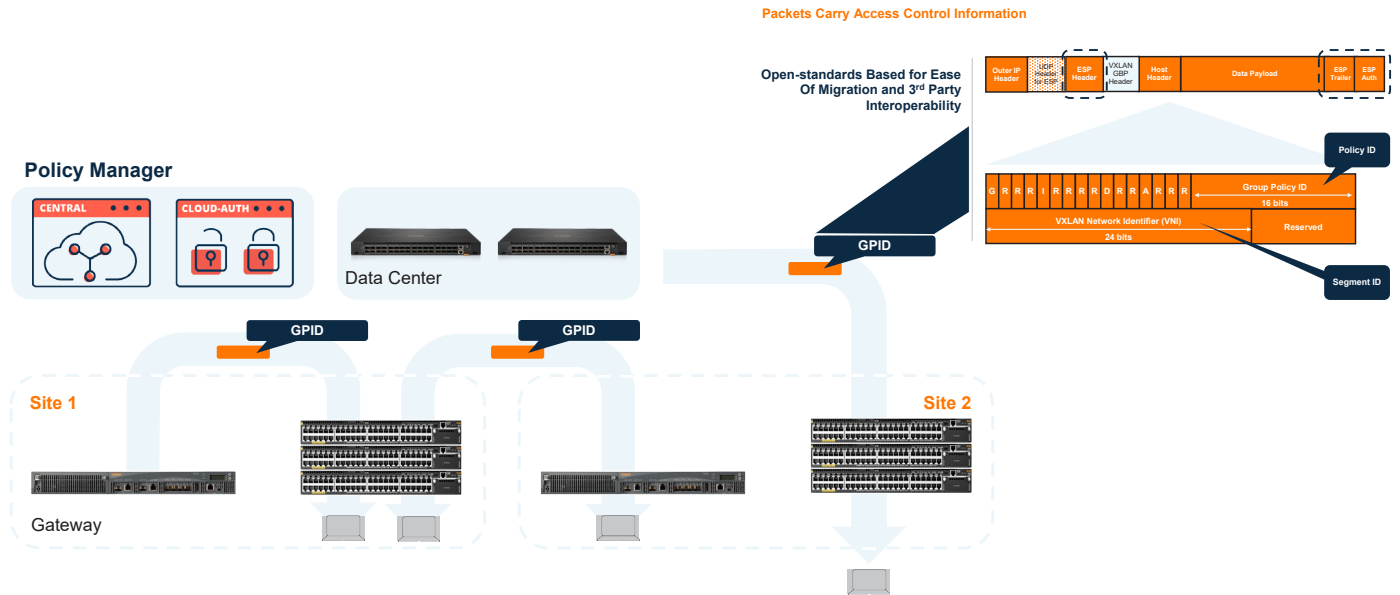 Packets Carry Access Control Information
Open-standards Based for Ease
Of Migration and 3rd Party
Interoperability
Outer IP
Header
UDP
Header
for ESP
ESP
Header
VXLAN
GBP
Header
Host
Header
Data Payload
ESP
Trailer
ESP
Auth
Policy ID
G R R R I R R R R D R R A R R R
Group Policy ID
16 bits
VXLAN Network Identifier (VNI)
24 bits
Reserved
Segment ID
Policy Manager
CENTRAL
CLOUD-AUTH
Data Center
GPID
GPID
GPID
Site 1
Site 2
Gateway